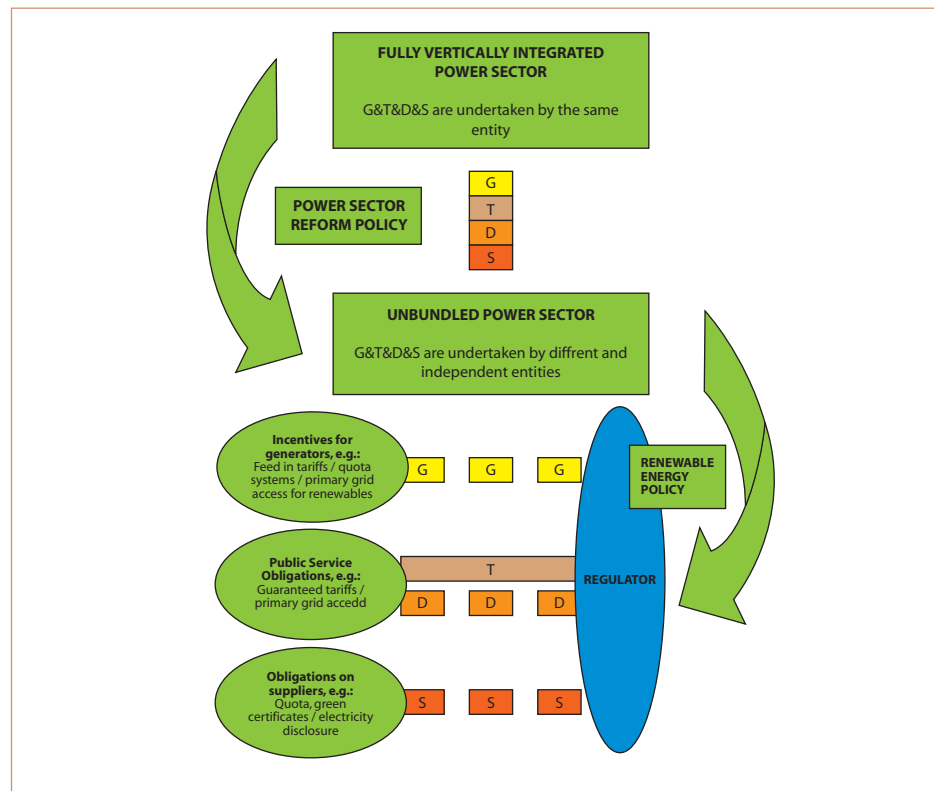 FULLY VERTICALLY INTEGRATED
POWER SECTOR
G&T&D&S are undertaken by the same
entity
POWER SECTOR
REFORM POLICY
G
T
D
S
UNBUNDLED POWER SECTOR
G&T&D&S are undertaken by diffrent and
independent entities
Incentives for
generators, e.g.:
Feed in tariffs / quota
systems / primary grid
access for renewables
G G G
RENEWABLE
ENERGY
POLICY
Public Service
Obligations, e.g.:
Guaranteed tariffs /
primary grid accedd
T
D D D
REGULATOR
Obligations on
suppliers, e.g.:
Quota, green
certificates / electricity
disclosure
S S S